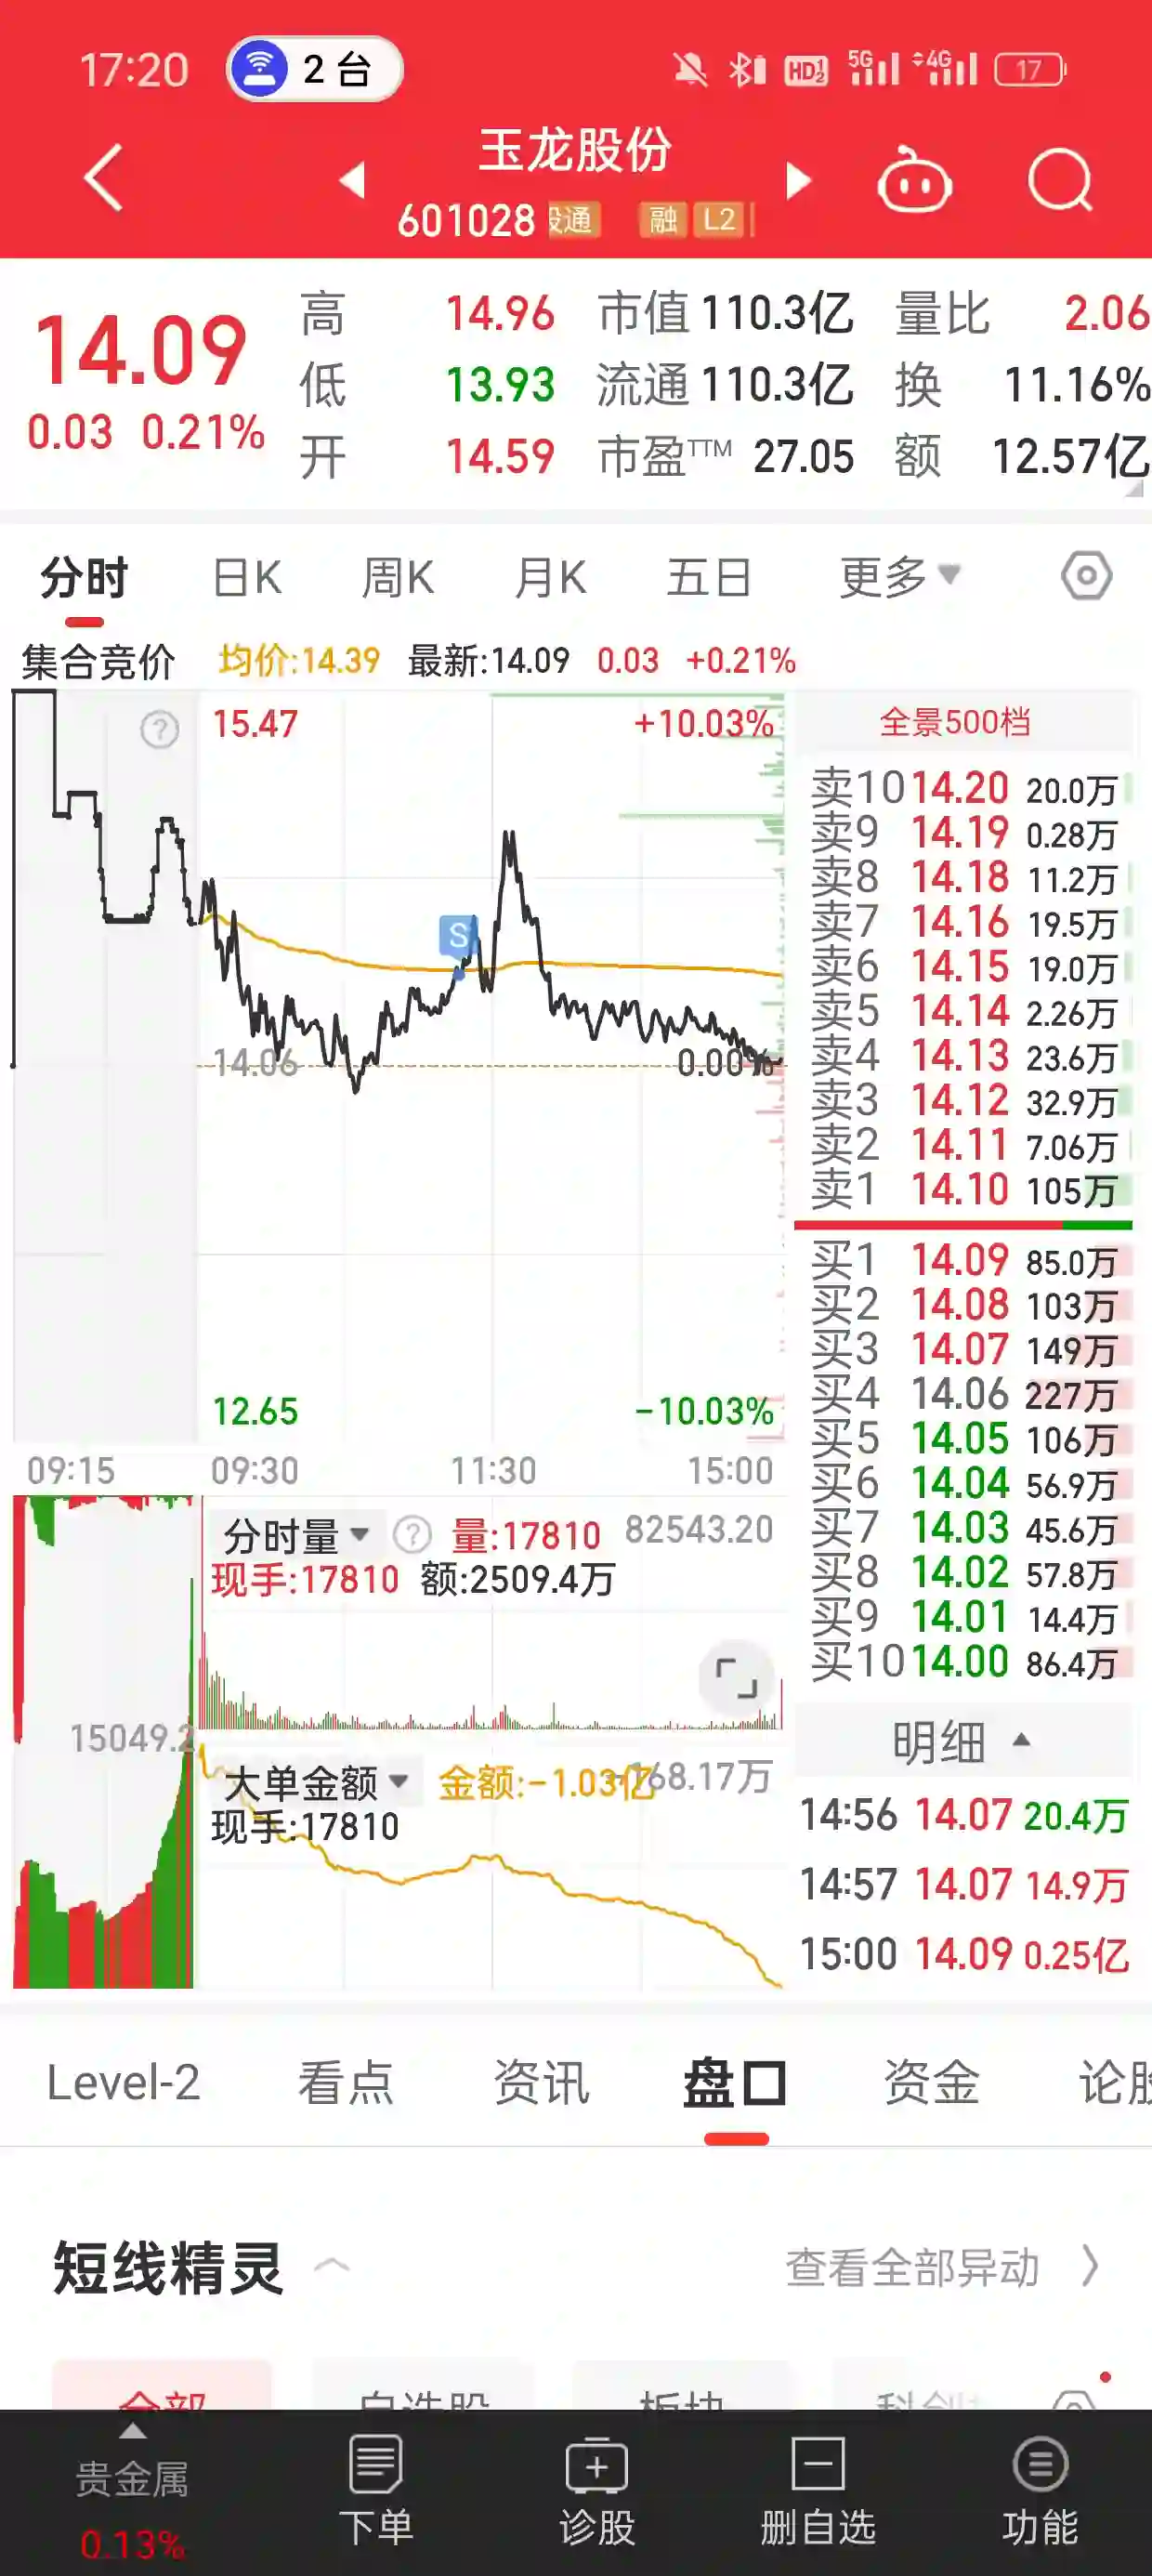 17:20 2 台 HD 1 2 5G 4G 17
玉龙股份
601028 股通 融 L2
14.09 高 14.96 市值 110.3亿 量比 2.06
0.03 0.21% 低 13.93 流通 110.3亿 换 11.16%
开 14.59 市盈TTM 27.05 额 12.57亿
分时 日K 周K 月K 五日 更多
集合竞价 均价:14.39 最新:14.09 0.03 +0.21%
? 15.47 +10.03%
S
14.06 0.00%
12.65 -10.03%
09:15 09:30 11:30 15:00
分时量 ? 量:17810 82543.20
现手:17810 额:2509.4万
15049.2
大单金额 金额:-1.03亿 168.17万
现手:17810
全景500档
卖10 14.20 20.0万
卖9 14.19 0.28万
卖8 14.18 11.2万
卖7 14.16 19.5万
卖6 14.15 19.0万
卖5 14.14 2.26万
卖4 14.13 23.6万
卖3 14.12 32.9万
卖2 14.11 7.06万
卖1 14.10 105万
买1 14.09 85.0万
买2 14.08 103万
买3 14.07 149万
买4 14.06 227万
买5 14.05 106万
买6 14.04 56.9万
买7 14.03 45.6万
买8 14.02 57.8万
买9 14.01 14.4万
买10 14.00 86.4万
明细
14:56 14.07 20.4万
14:57 14.07 14.9万
15:00 14.09 0.25亿
Level-2 看点 资讯 盘口 资金 论股
短线精灵 查看全部异动
全部 自选股 板块 科创
贵金属 下单 诊股 删自选 功能
0.13%